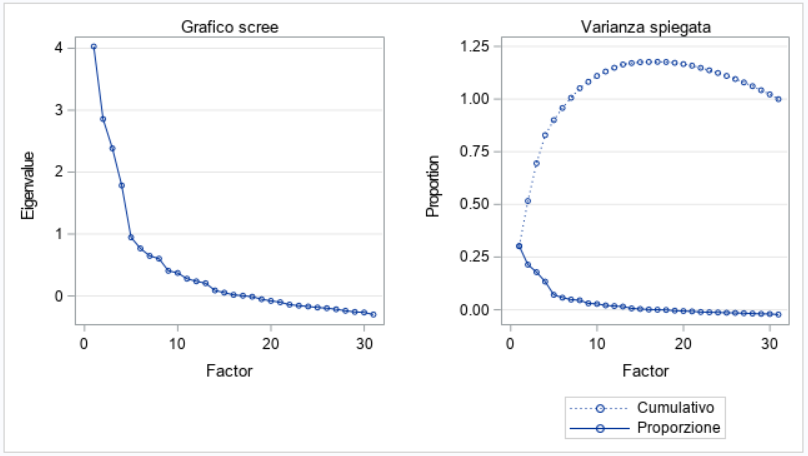 Grafico scree
4
3
2
1
0
Eigenvalue
0
10
20
30
Factor
Varianza spiegata
1.25
1.00
0.75
0.50
0.25
0.00
Proportion
0
10
20
30
Factor
Cumulativo
Proporzione